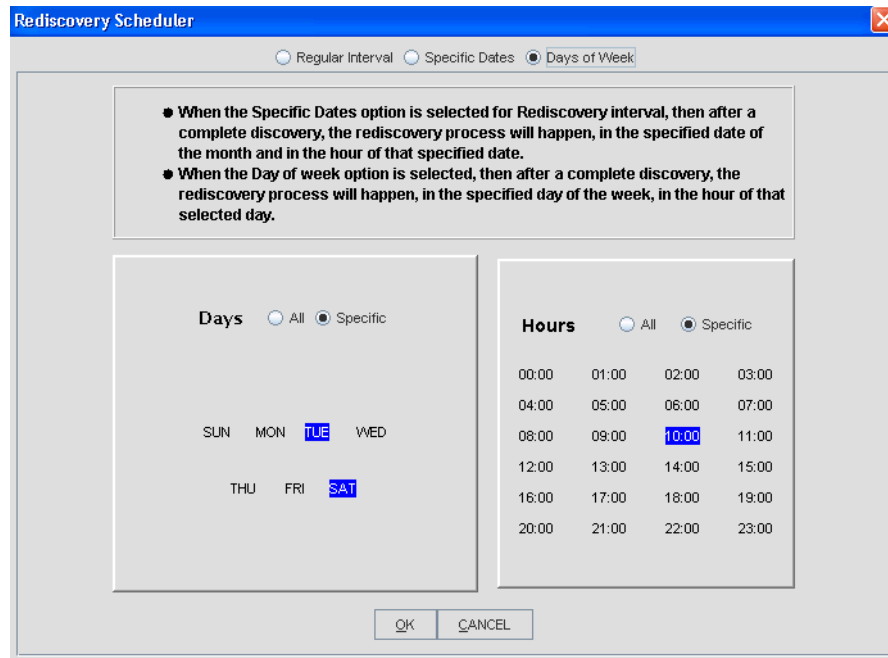 Rediscovery Scheduler
Regular Interval Specific Dates Days of Week
● When the Specific Dates option is selected for Rediscovery interval, then after a
complete discovery, the rediscovery process will happen, in the specified date of
the month and in the hour of that specified date.
● When the Day of week option is selected, then after a complete discovery, the
rediscovery process will happen, in the specified day of the week, in the hour of that
selected day.
Days All Specific
SUN MON TUE WED
THU FRI SAT
Hours All Specific
00:00 01:00 02:00 03:00
04:00 05:00 06:00 07:00
08:00 09:00 10:00 11:00
12:00 13:00 14:00 15:00
16:00 17:00 18:00 19:00
20:00 21:00 22:00 23:00
OK CANCEL